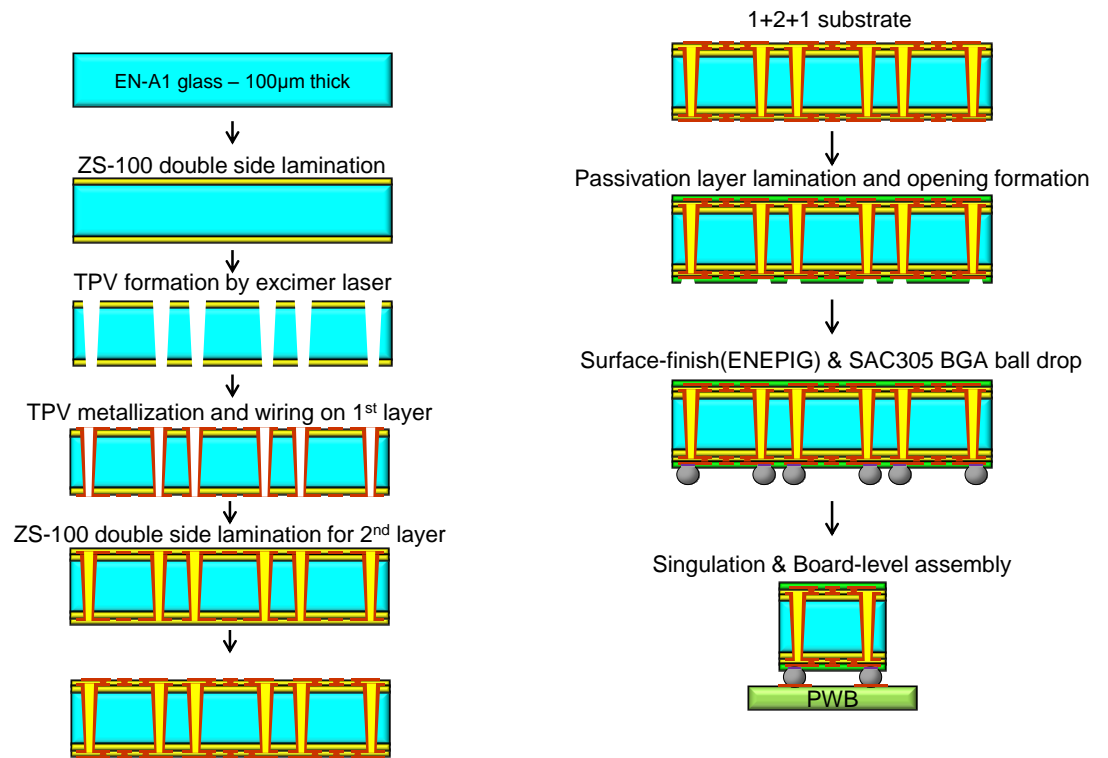 EN-A1 glass – 100µm thick
ZS-100 double side lamination
TPV formation by excimer laser
TPV metallization and wiring on 1st layer
ZS-100 double side lamination for 2nd layer
1+2+1 substrate
Passivation layer lamination and opening formation
Surface-finish(ENEPIG) & SAC305 BGA ball drop
Singulation & Board-level assembly
PWB